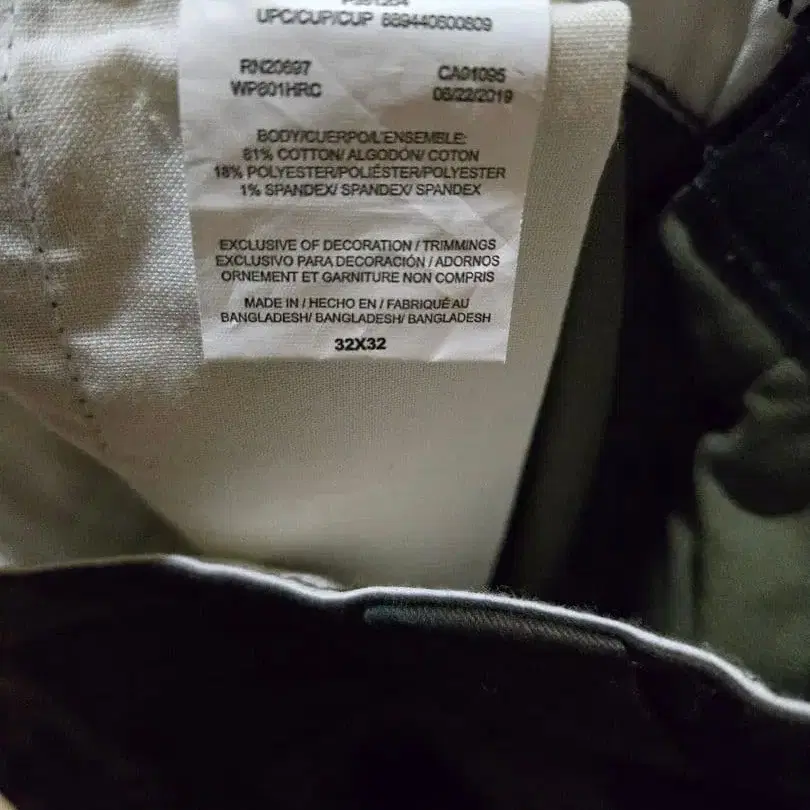 UPC/CUP/CUP 889440600809
RN20697 CA01095
WP801HRC 06/22/2019
BODY/CUERPO/L'ENSEMBLE:
81% COTTON/ ALGODÓN/ COTON
18% POLYESTER/POLIÉSTER/POLYESTER
1% SPANDEX/ SPANDEX/ SPANDEX
EXCLUSIVE OF DECORATION / TRIMMINGS
EXCLUSIVO PARA DECORACIÓN / ADORNOS
ORNEMENT ET GARNITURE NON COMPRIS
MADE IN / HECHO EN / FABRIQUÉ AU
BANGLADESH/ BANGLADESH/ BANGLADESH
32X32